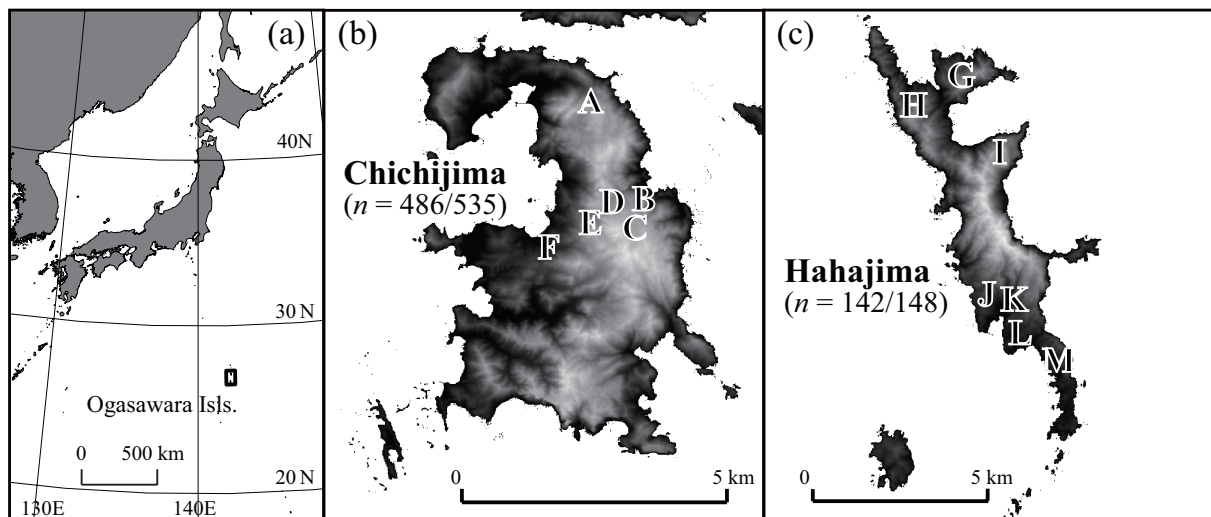 (a)
40N
30N
Ogasawara Isls.
0 500 km
20N
130E 140E
(b)
A
Chichijima
(n = 486/535)
D B
E C
F
0 5 km
(c)
G
H
I
Hahajima
(n = 142/148)
J K
L
M
0 5 km